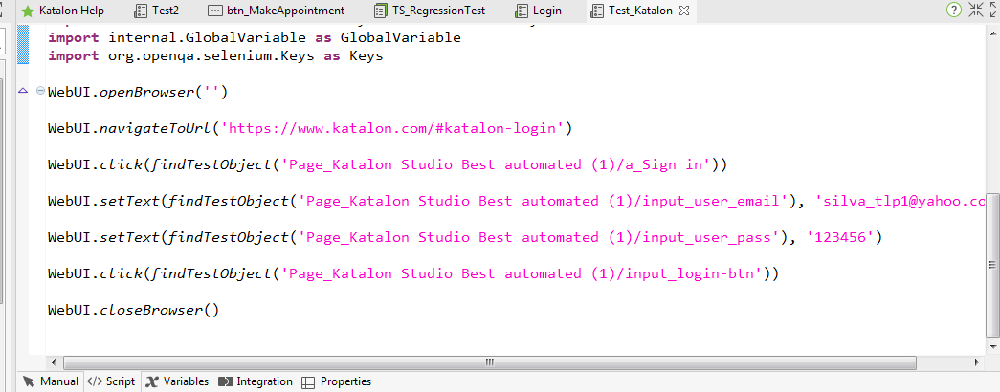 Katalon Help Test2 btn_MakeAppointment TS_RegressionTest Login Test_Katalon
import internal.GlobalVariable as GlobalVariable
import org.openqa.selenium.Keys as Keys
WebUI.openBrowser('')
WebUI.navigateToUrl('https://www.katalon.com/#katalon-login')
WebUI.click(findTestObject('Page_Katalon Studio Best automated (1)/a_Sign in'))
WebUI.setText(findTestObject('Page_Katalon Studio Best automated (1)/input_user_email'), 'silva_tlp1@yahoo.co
WebUI.setText(findTestObject('Page_Katalon Studio Best automated (1)/input_user_pass'), '123456')
WebUI.click(findTestObject('Page_Katalon Studio Best automated (1)/input_login-btn'))
WebUI.closeBrowser()
Manual </> Script Variables Integration Properties